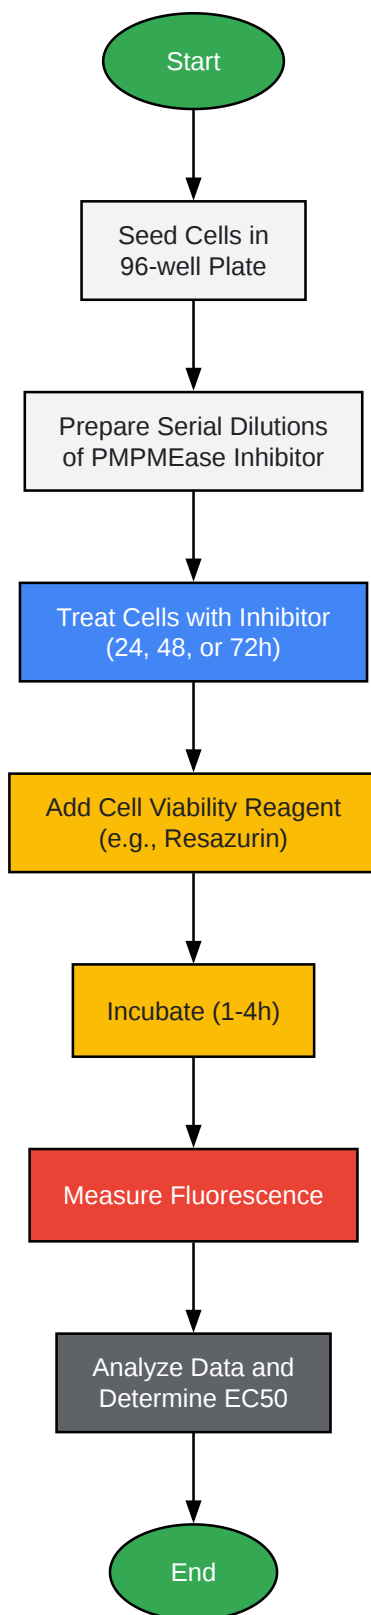 Start
Seed Cells in
96-well Plate
Prepare Serial Dilutions
of PMPMEase Inhibitor
Treat Cells with Inhibitor
(24, 48, or 72h)
Add Cell Viability Reagent
(e.g., Resazurin)
Incubate (1-4h)
Measure Fluorescence
Analyze Data and
Determine EC50
End